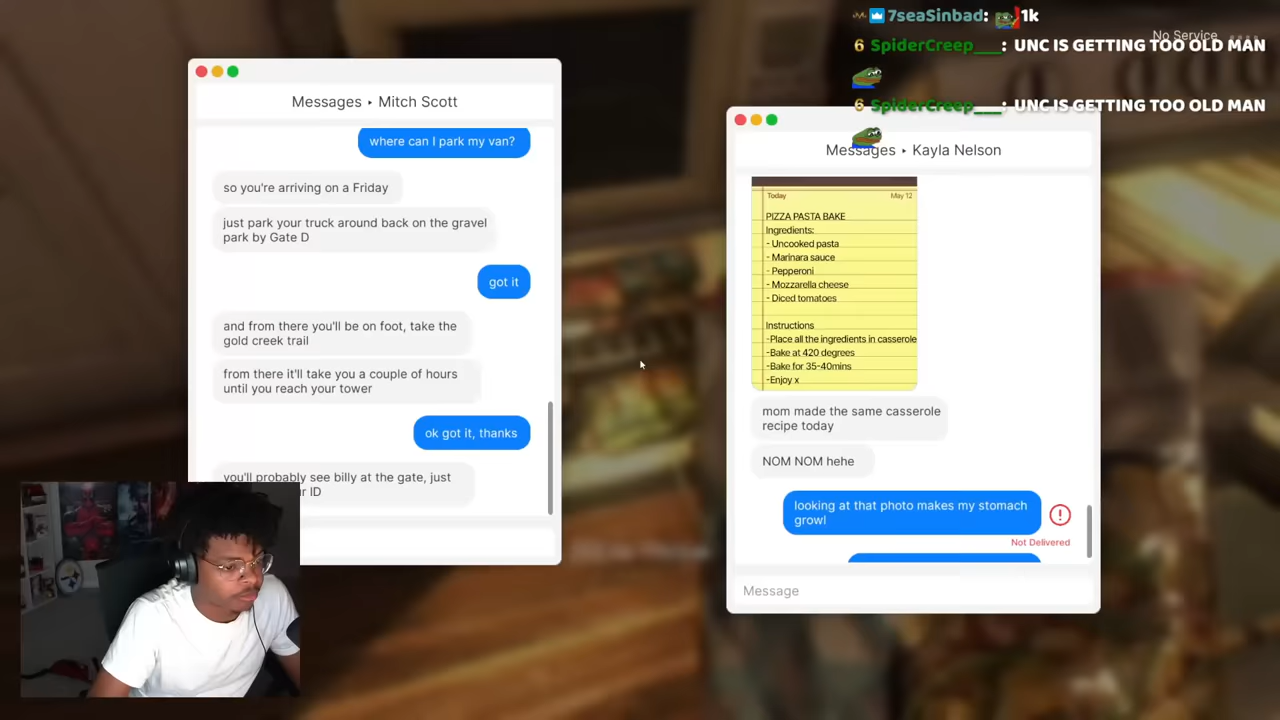 7seaSinbad: 1k
No Service
6 SpiderCreep___: UNC IS GETTING TOO OLD MAN
6 SpiderCreep___: UNC IS GETTING TOO OLD MAN
Messages ▸ Mitch Scott
where can I park my van?
so you're arriving on a Friday
just park your truck around back on the gravel
park by Gate D
got it
and from there you'll be on foot, take the
gold creek trail
from there it'll take you a couple of hours
until you reach your tower
ok got it, thanks
you'll probably see billy at the gate, just
ID
Messages ▸ Kayla Nelson
Today May 12
PIZZA PASTA BAKE
Ingredients:
- Uncooked pasta
- Marinara sauce
- Pepperoni
- Mozzarella cheese
- Diced tomatoes
Instructions
-Place all the ingredients in casserole
-Bake at 420 degrees
-Bake for 35-40mins
-Enjoy x
mom made the same casserole
recipe today
NOM NOM hehe
looking at that photo makes my stomach
growl
Not Delivered
Message